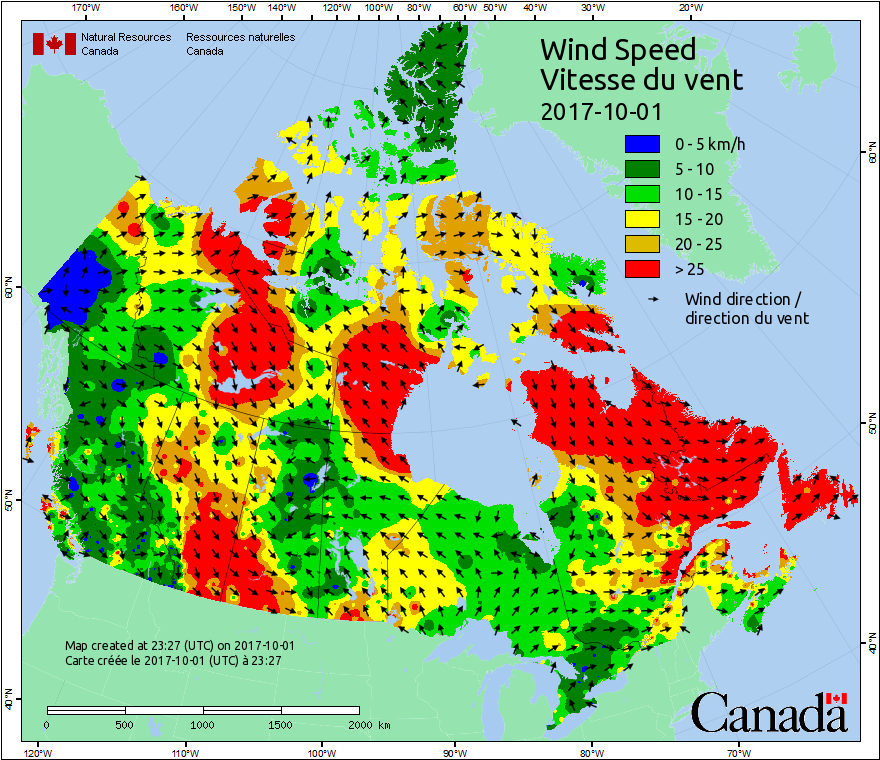 170°W 160°W 150°W 140°W 130°W 120°W 110°W 100°W 90°W 80°W 70°W 60°W 50°W 40°W 30°W 20°W
Natural Resources Canada
Ressources naturelles Canada
Wind Speed
Vitesse du vent
2017-10-01
0 - 5 km/h
5 - 10
10 - 15
15 - 20
20 - 25
> 25
Wind direction /
direction du vent
60°N
60°N
50°N
50°N
40°N
40°N
Map created at 23:27 (UTC) on 2017-10-01
Carte créée le 2017-10-01 (UTC) à 23:27
0 500 1000 1500 2000 km
Canada
120°W 110°W 100°W 90°W 80°W 70°W